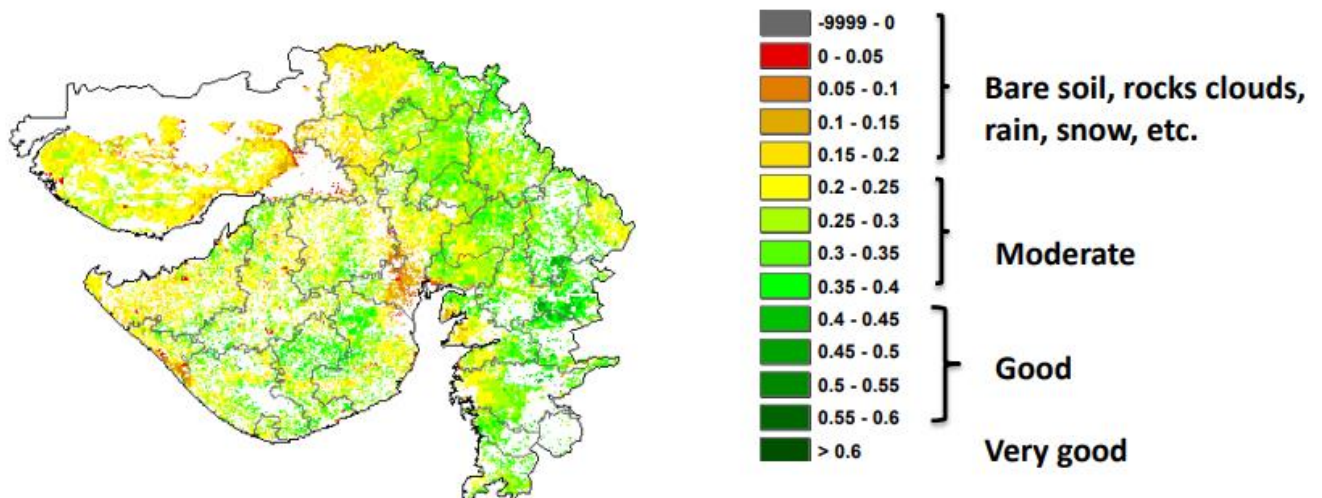 -9999 - 0
0 - 0.05
0.05 - 0.1
0.1 - 0.15
0.15 - 0.2
Bare soil, rocks clouds,
rain, snow, etc.
0.2 - 0.25
0.25 - 0.3
0.3 - 0.35
0.35 - 0.4
Moderate
0.4 - 0.45
0.45 - 0.5
0.5 - 0.55
0.55 - 0.6
Good
> 0.6
Very good